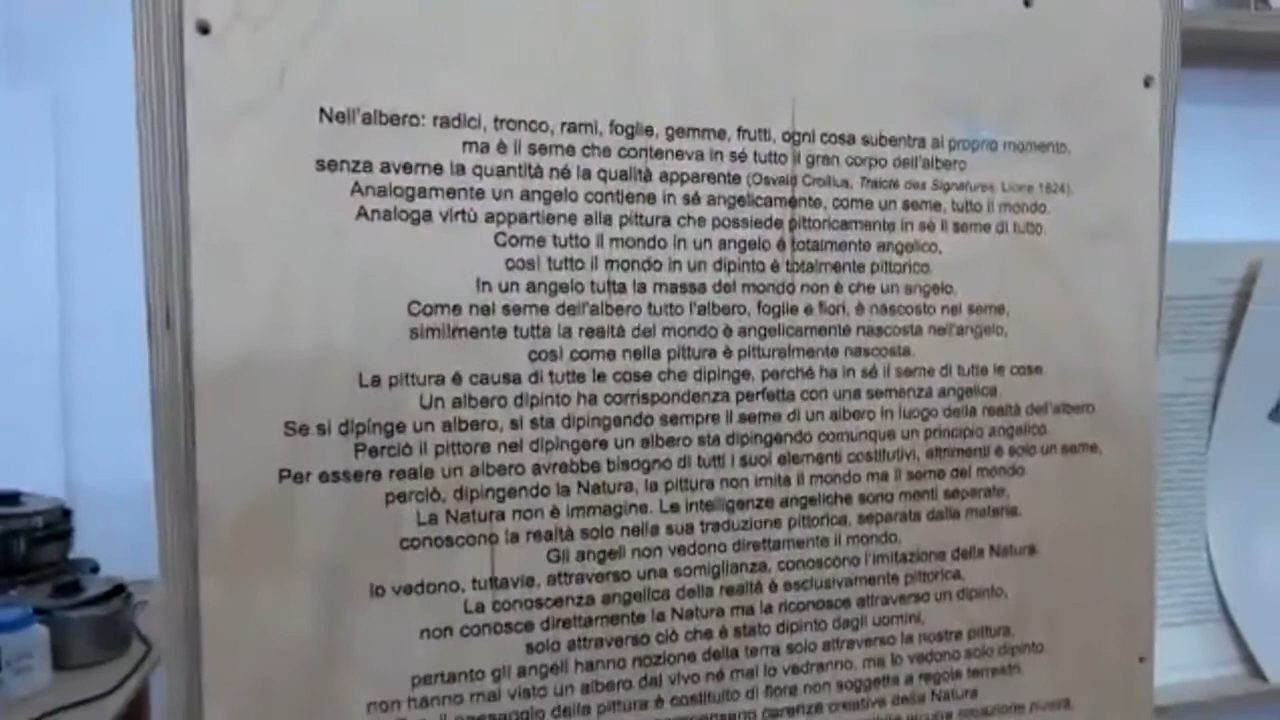 Nell'albero: radici, tronco, rami, foglie, gemme, frutti, ogni cosa subentra al proprio momento,
ma è il seme che conteneva in sé tutto il gran corpo dell'albero
senza averne la quantità né la qualità apparente (Osvald Crollius, Traicté des Signatures, Lione 1624).
Analogamente un angelo contiene in sé angelicamente, come un seme, tutto il mondo.
Analoga virtù appartiene alla pittura che possiede pittoricamente in sé il seme di tutto.
Come tutto il mondo in un angelo è totalmente angelico,
così tutto il mondo in un dipinto è totalmente pittorico.
In un angelo tutta la massa del mondo non è che un angelo.
Come nel seme dell'albero tutto l'albero, foglie e fiori, è nascosto nel seme,
similmente tutta la realtà del mondo è angelicamente nascosta nell'angelo,
così come nella pittura è pitturalmente nascosta.
La pittura è causa di tutte le cose che dipinge, perché ha in sé il seme di tutte le cose.
Un albero dipinto ha corrispondenza perfetta con una semenza angelica.
Se si dipinge un albero, si sta dipingendo sempre il seme di un albero in luogo della realtà dell'albero.
Perciò il pittore nel dipingere un albero sta dipingendo comunque un principio angelico.
Per essere reale un albero avrebbe bisogno di tutti i suoi elementi costitutivi, altrimenti è solo un seme,
perciò, dipingendo la Natura, la pittura non imita il mondo ma il seme del mondo.
La Natura non è immagine. Le intelligenze angeliche sono menti separate,
conoscono la realtà solo nella sua traduzione pittorica, separata dalla materia.
Gli angeli non vedono direttamente il mondo,
lo vedono, tuttavia, attraverso una somiglianza, conoscono l'imitazione della Natura.
La conoscenza angelica della realtà è esclusivamente pittorica,
non conosce direttamente la Natura ma la riconosce attraverso un dipinto,
solo attraverso ciò che è stato dipinto dagli uomini,
pertanto gli angeli hanno nozione della terra solo attraverso la nostra pittura,
non hanno mai visto un albero dal vivo né mai lo vedranno, ma lo vedono solo dipinto.
il paesaggio della pittura è costituito di flora non soggetta a regole terrestri
carenze creative della Natura